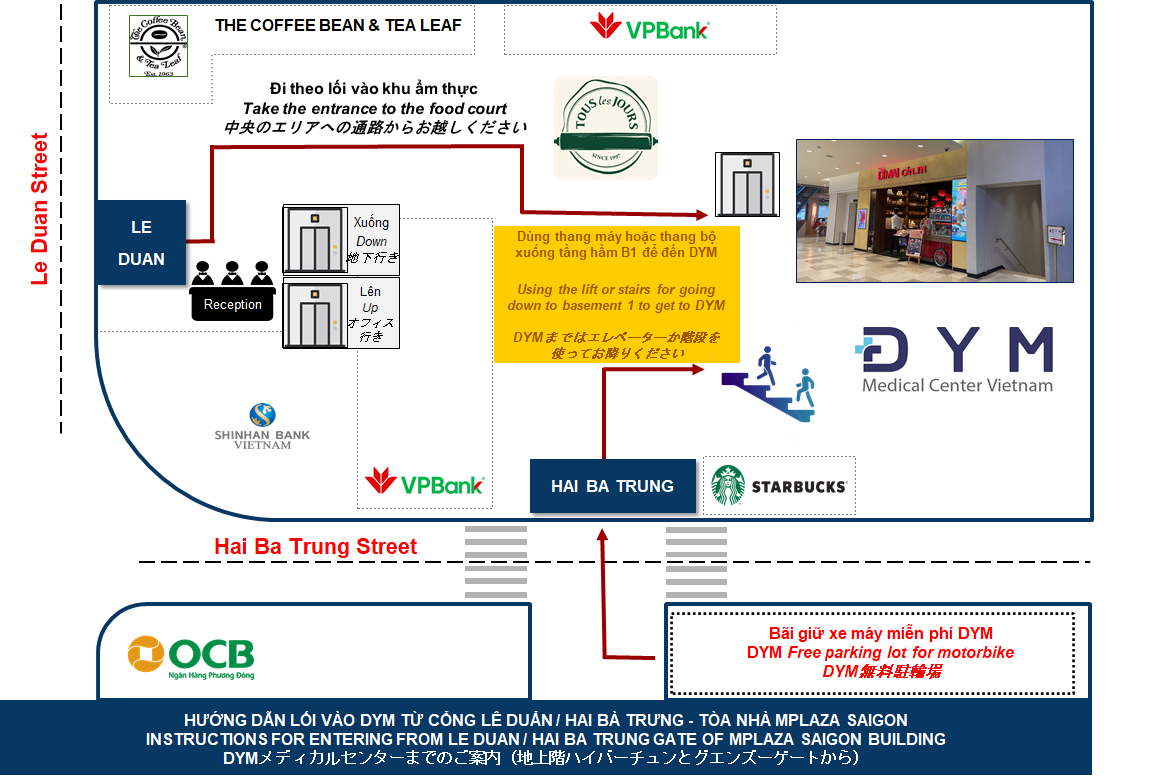 The Coffee Bean
& Tea Leaf
Est. 1963
THE COFFEE BEAN & TEA LEAF
VPBank
Đi theo lối vào khu ẩm thực
Take the entrance to the food court
中央のエリアへの通路からお越しください
TOUS les JOURS
SINCE 1997
Le Duan Street
LE
DUAN
Xuống
Down
地下行き
Reception
Lên
Up
オフィス
行き
Dùng thang máy hoặc thang bộ
xuống tầng hầm B1 để đến DYM
Using the lift or stairs for going
down to basement 1 to get to DYM
DYMまではエレベーターか階段を
使ってお降りください
DYM
Medical Center Vietnam
SHINHAN BANK
VIETNAM
VPBank
HAI BA TRUNG
STARBUCKS
Hai Ba Trung Street
OCB
Ngân Hàng Phương Đông
Bãi giữ xe máy miễn phí DYM
DYM Free parking lot for motorbike
DYM無料駐輪場
HƯỚNG DẪN LỐI VÀO DYM TỪ CỔNG LÊ DUẨN / HAI BÀ TRƯNG - TÒA NHÀ MPLAZA SAIGON
INSTRUCTIONS FOR ENTERING FROM LE DUAN / HAI BA TRUNG GATE OF MPLAZA SAIGON BUILDING
DYMメディカルセンターまでのご案内（地上階ハイバーチュンとグエンズーゲートから）